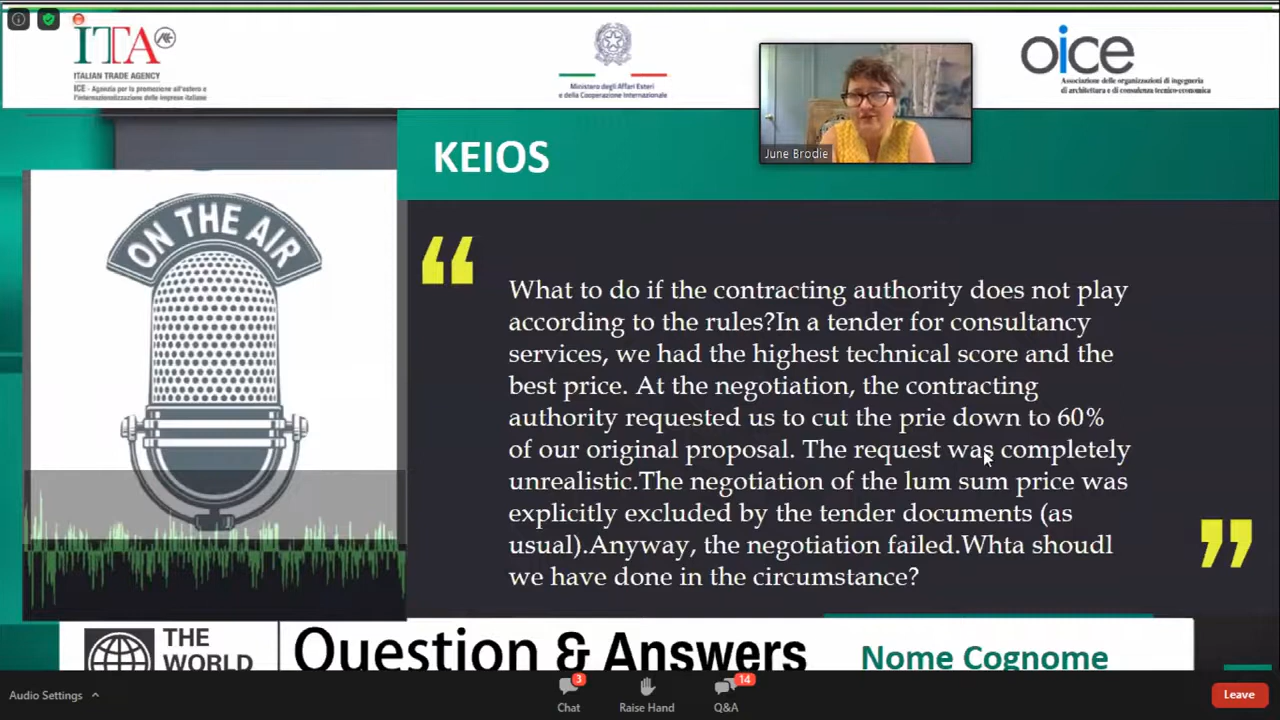 ITA
ITALIAN TRADE AGENCY
ICE - Agenzia per la promozione all'estero e
l'internazionalizzazione delle imprese italiane
Ministero degli Affari Esteri
e della Cooperazione Internazionale
oice
Associazione delle organizzazioni di ingegneria
di architettura e di consulenza tecnico-economica
June Brodie
KEIOS
ON THE AIR
“
What to do if the contracting authority does not play
according to the rules?In a tender for consultancy
services, we had the highest technical score and the
best price. At the negotiation, the contracting
authority requested us to cut the prie down to 60%
of our original proposal. The request was completely
unrealistic.The negotiation of the lum sum price was
explicitly excluded by the tender documents (as
usual).Anyway, the negotiation failed.Whta shoudl
we have done in the circumstance?
”
THE
WORLD
Question & Answers
Nome Cognome
Audio Settings
3
Chat
Raise Hand
14
Q&A
Leave